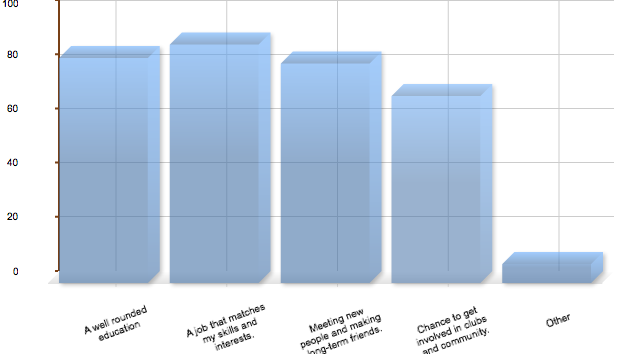 100
80
60
40
20
0
A well rounded
education
A job that matches
my skills and
interests.
Meeting new
people and making
long-term friends.
Chance to get
involved in clubs
and community.
Other